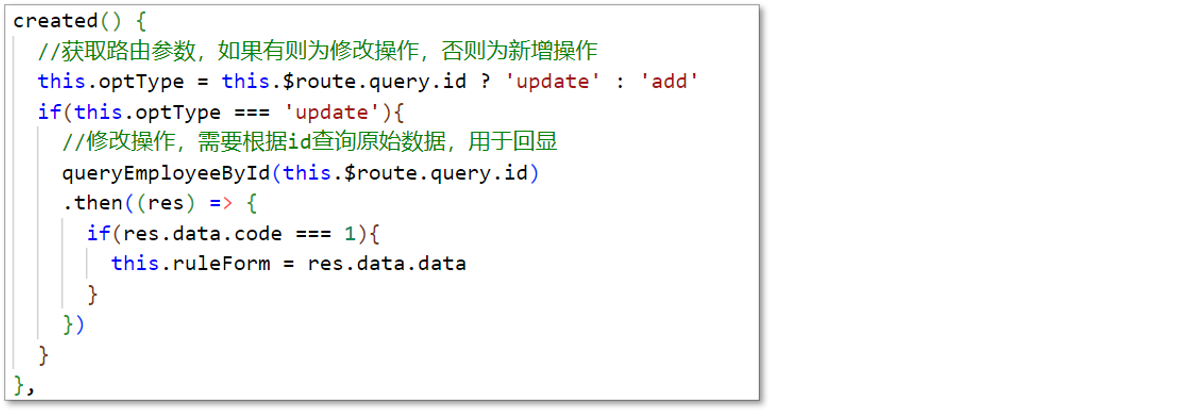 created() {
  //获取路由参数，如果有则为修改操作，否则为新增操作
  this.optType = this.$route.query.id ? 'update' : 'add'
  if(this.optType === 'update'){
    //修改操作，需要根据id查询原始数据，用于回显
    queryEmployeeById(this.$route.query.id)
    .then((res) => {
      if(res.data.code === 1){
        this.ruleForm = res.data.data
      }
    })
  }
},